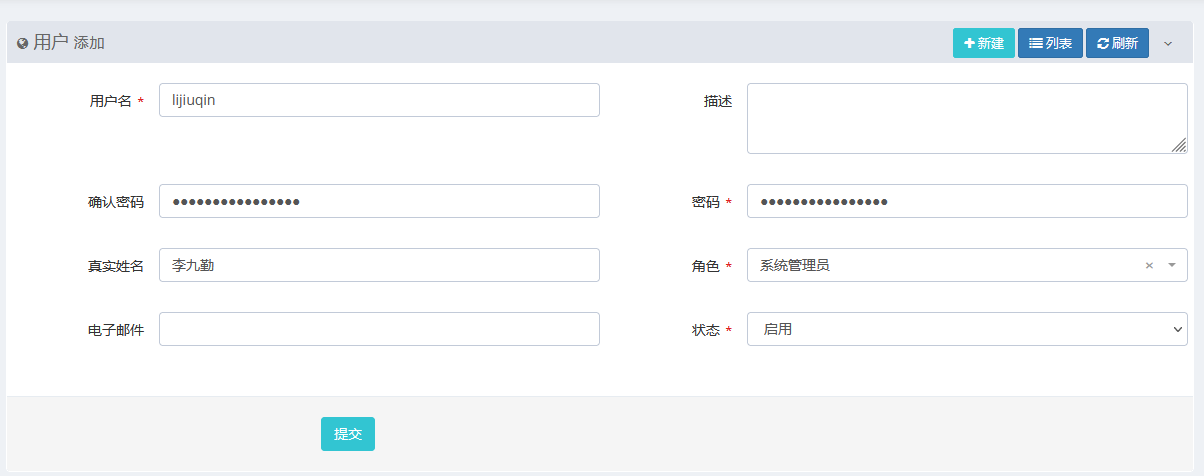 用户 添加
新建 列表 刷新
用户名 * lijiuqin 描述
确认密码 ●●●●●●●●●●●●●●●● 密码 * ●●●●●●●●●●●●●●●●
真实姓名 李九勤 角色 * 系统管理员 ×
电子邮件 状态 * 启用
提交